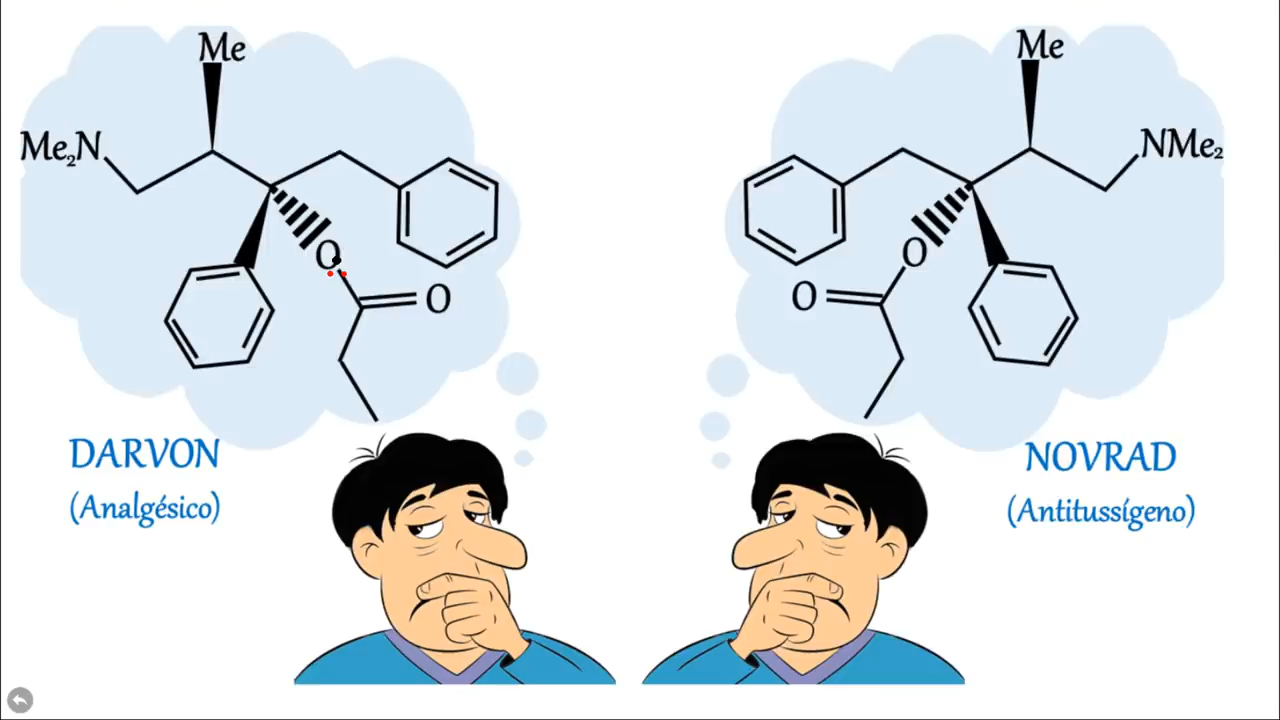 Me
Me
Me₂N
NMe₂
O
O
O
O
DARVON
(Analgésico)
NOVRAD
(Antitussígeno)